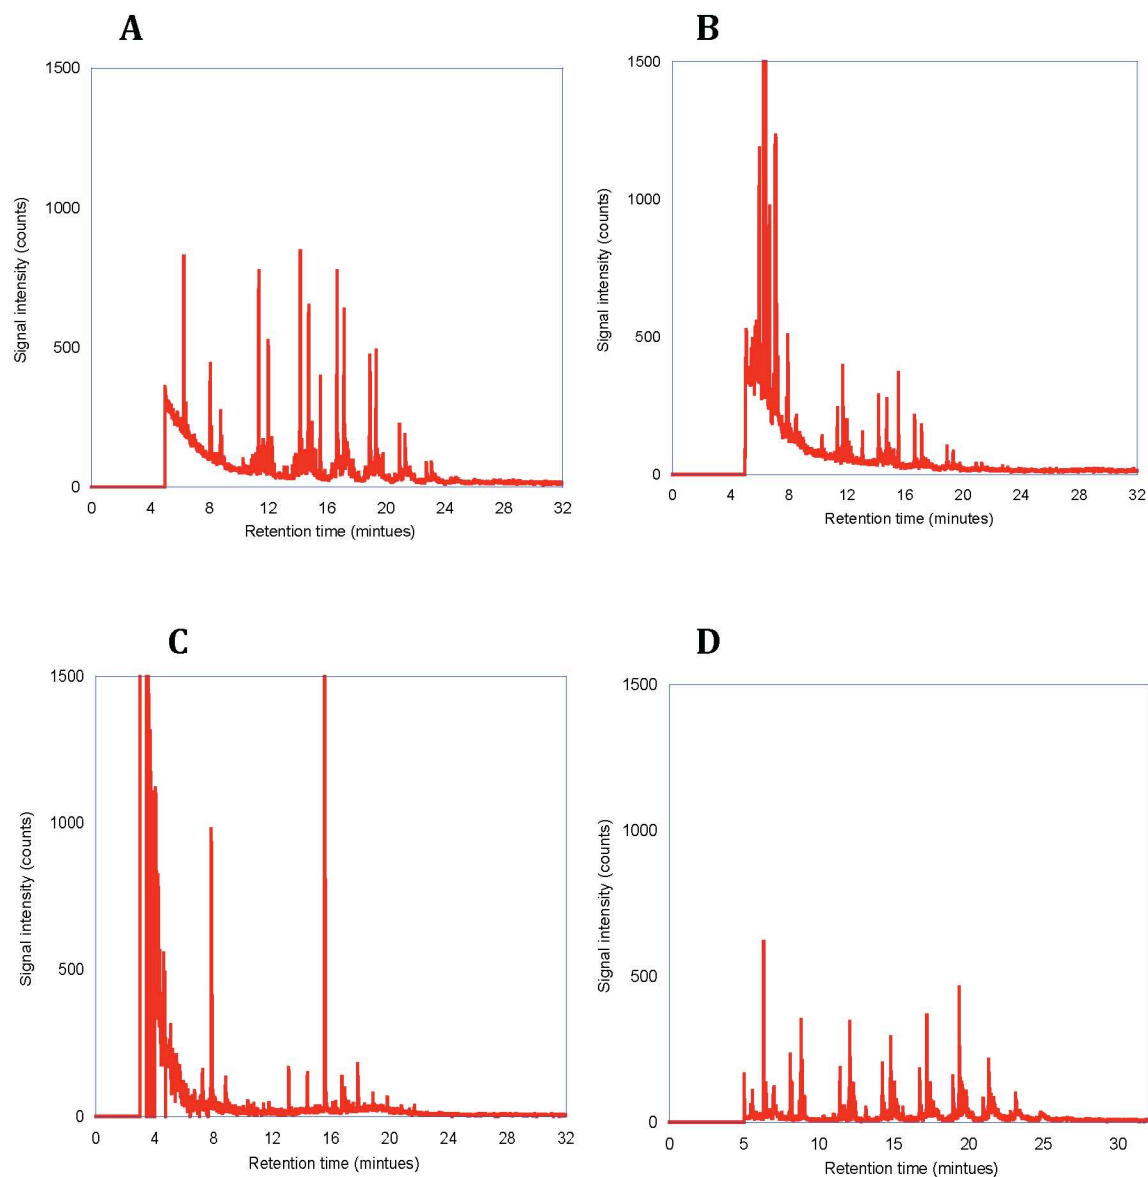 A
1500
1000
500
0
Signal intensity (counts)
0 4 8 12 16 20 24 28 32
Retention time (mintues)
B
1500
1000
500
0
Signal intensity (counts)
0 4 8 12 16 20 24 28 32
Retention time (minutes)
C
1500
1000
500
0
Signal intensity (counts)
0 4 8 12 16 20 24 28 32
Retention time (mintues)
D
1500
1000
500
0
Signal intensity (counts)
0 5 10 15 20 25 30
Retention time (mintues)